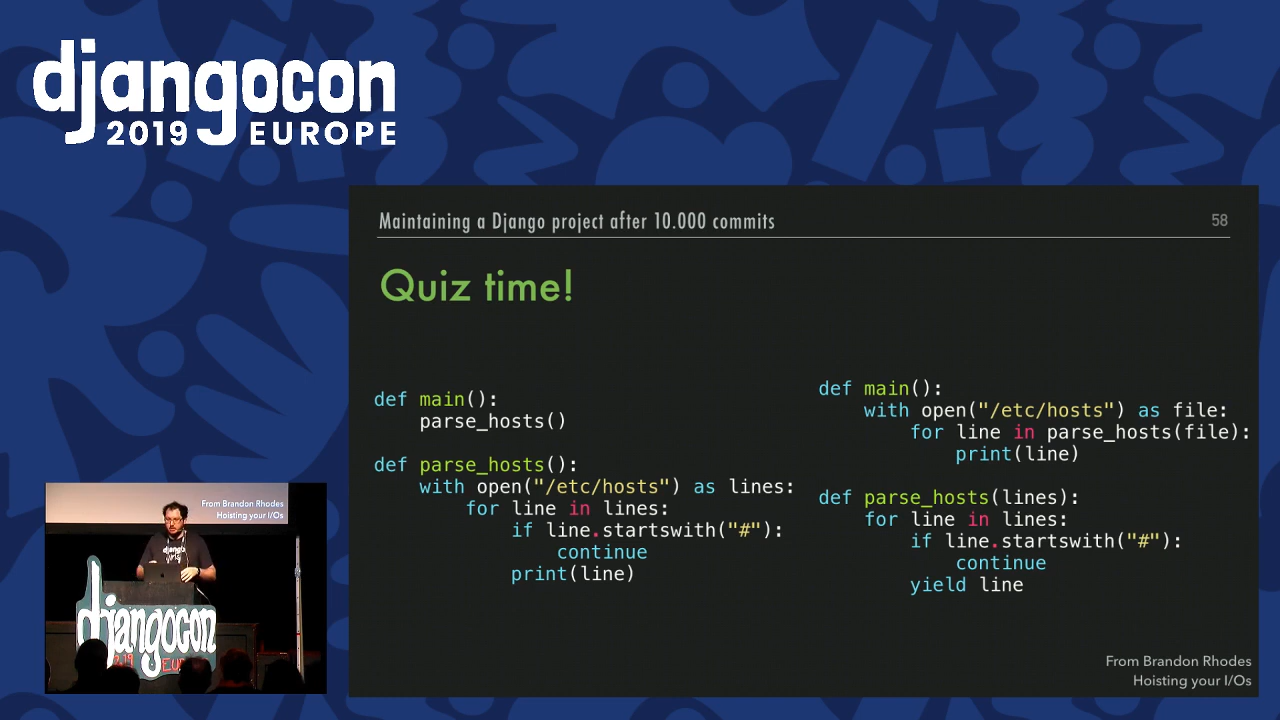 djangocon
2019 EUROPE
Maintaining a Django project after 10.000 commits
58
Quiz time!
def main():
    parse_hosts()
def parse_hosts():
    with open("/etc/hosts") as lines:
        for line in lines:
            if line.startswith("#"):
                continue
            print(line)
def main():
    with open("/etc/hosts") as file:
        for line in parse_hosts(file):
            print(line)
def parse_hosts(lines):
    for line in lines:
        if line.startswith("#"):
            continue
        yield line
From Brandon Rhodes
Hoisting your I/Os
From Brandon Rhodes
Hoisting your I/Os
djangocon